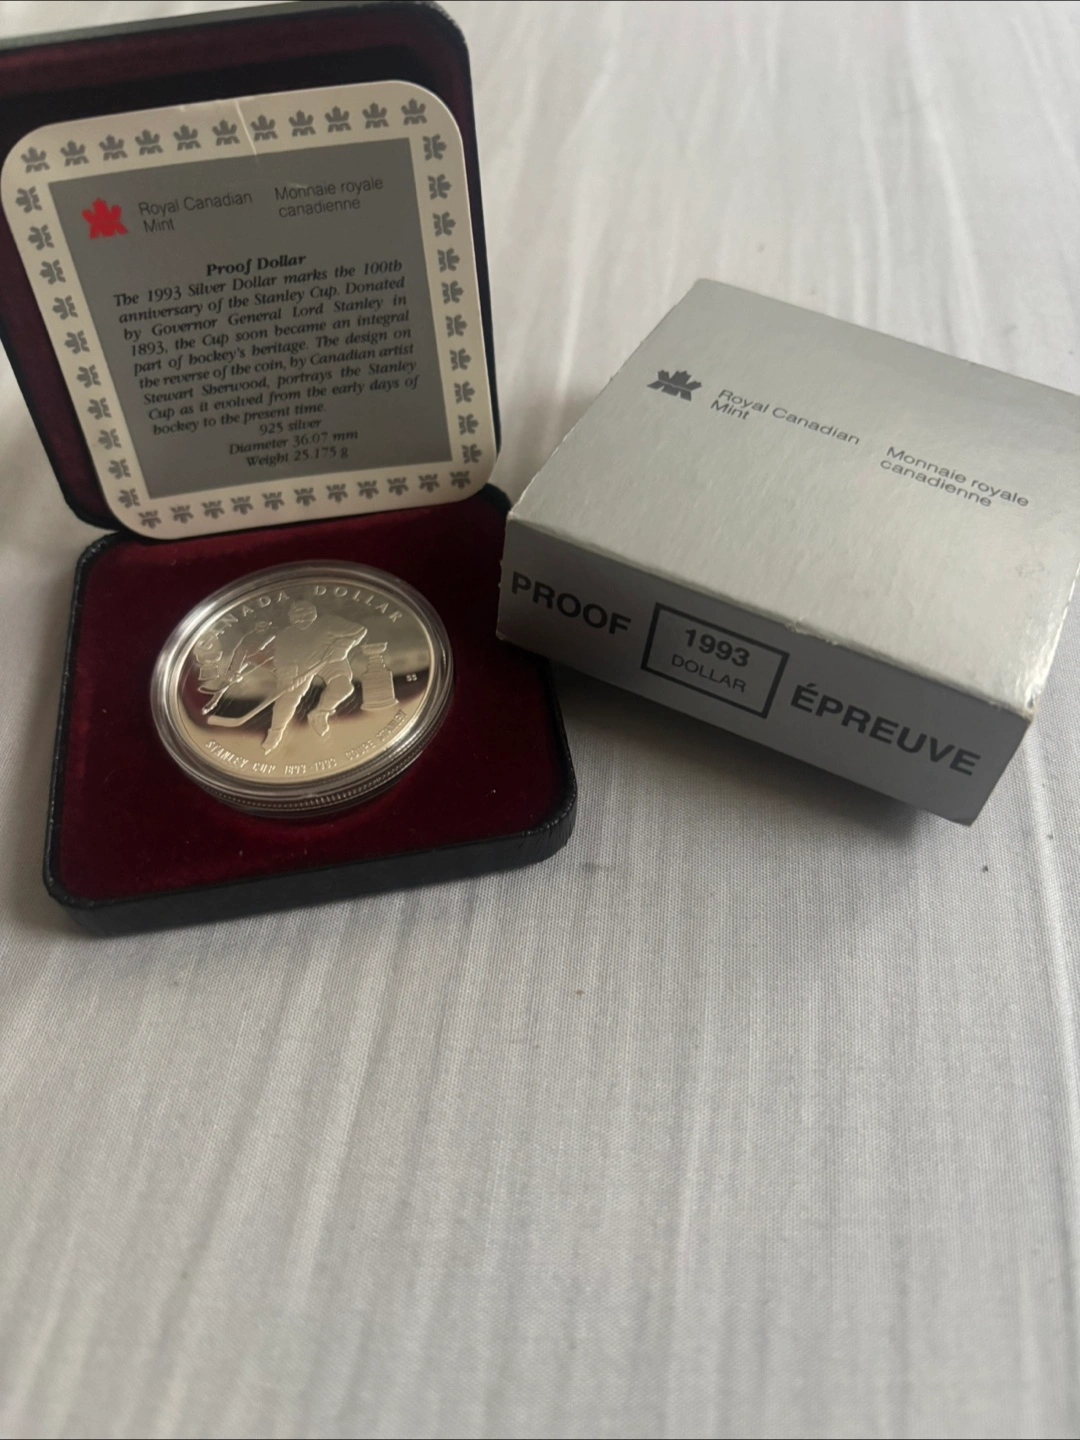 Royal Canadian Mint
Monnaie royale canadienne
Proof Dollar
The 1993 Silver Dollar marks the 100th
anniversary of the Stanley Cup. Donated
by Governor General Lord Stanley in
1893, the Cup soon became an integral
part of hockey's heritage. The design on
the reverse of the coin, by Canadian artist
Stewart Sherwood, portrays the Stanley
Cup as it evolved from the early days of
hockey to the present time.
925 silver
Diameter 36.07 mm
Weight 25.175 g
CANADA DOLLAR
SS
STANLEY CUP 1893-1993 COUPE STANLEY
Royal Canadian
Mint
Monnaie royale
canadienne
PROOF
1993
DOLLAR
ÉPREUVE